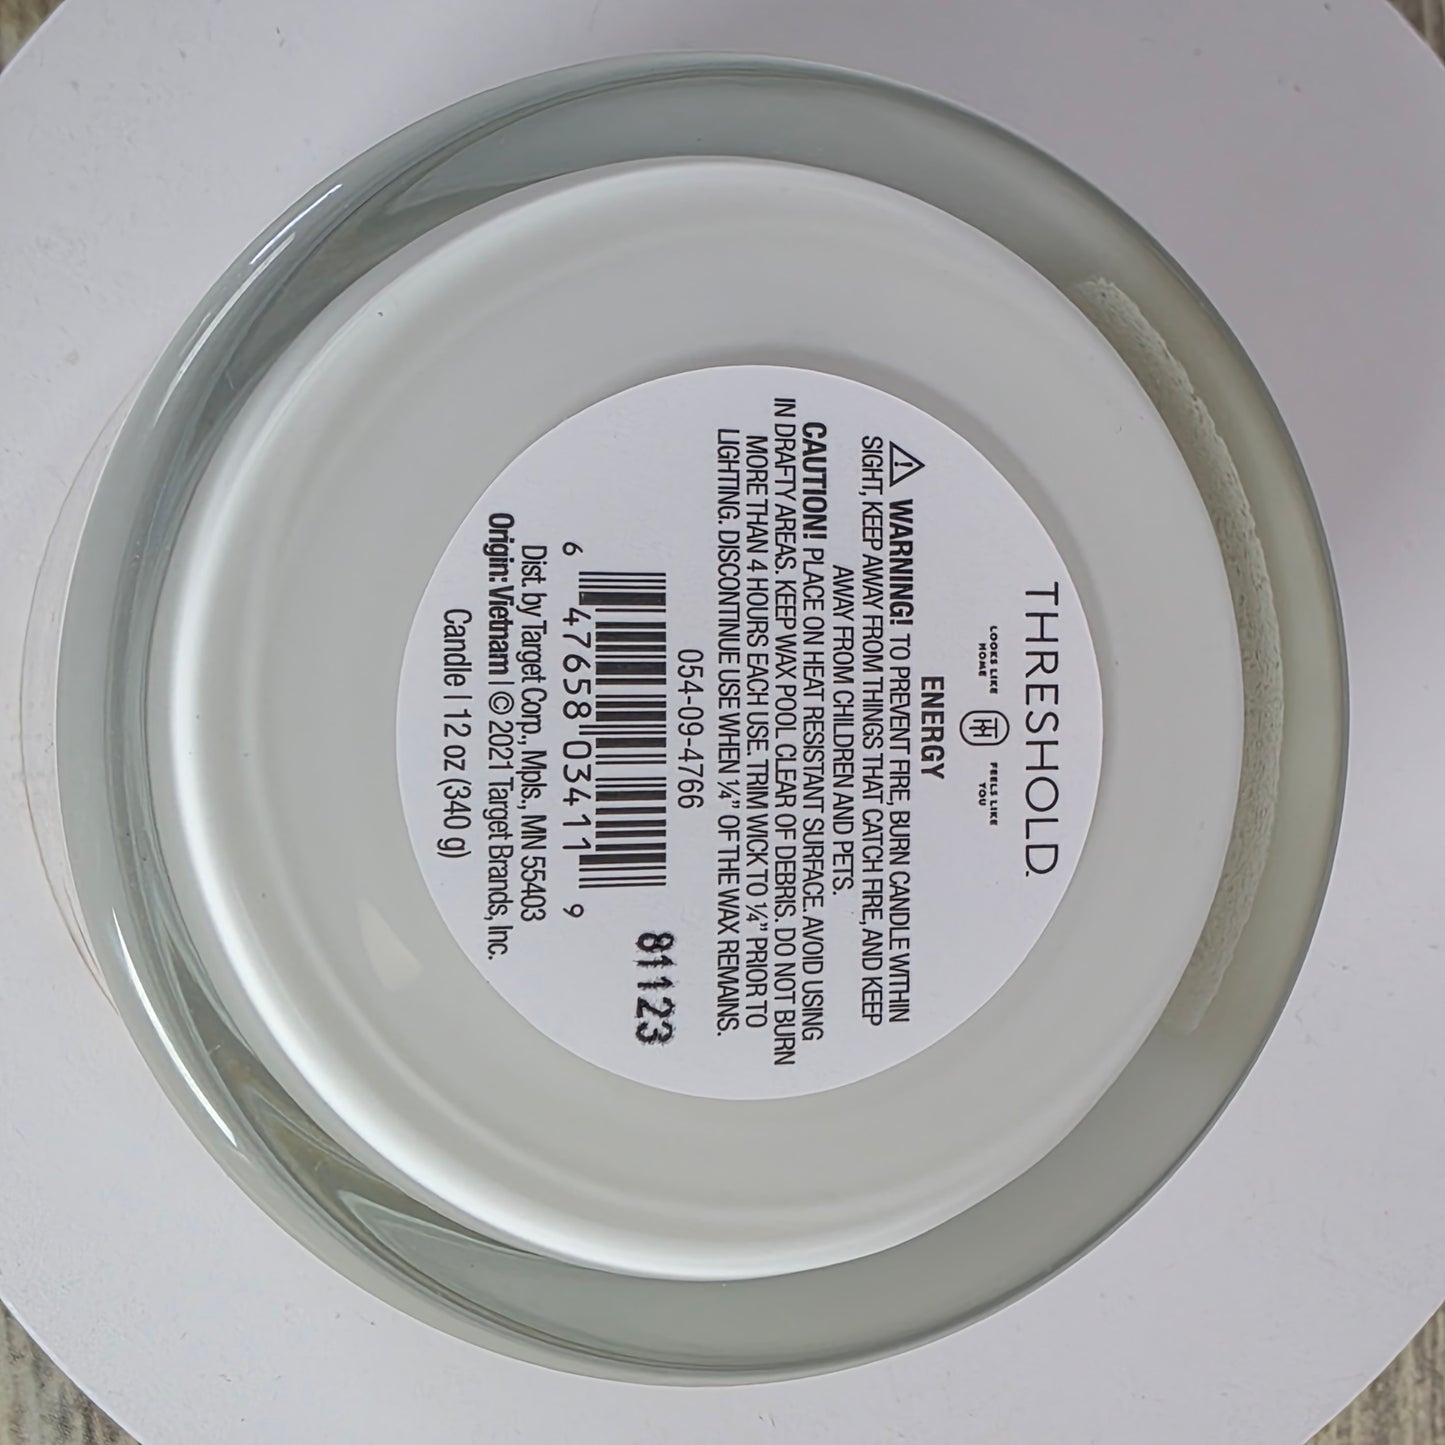 THRESHOLD.
LOOKS LIKE
HOME
TH
FEELS LIKE
YOU
ENERGY
⚠ WARNING! TO PREVENT FIRE, BURN CANDLE WITHIN
SIGHT, KEEP AWAY FROM THINGS THAT CATCH FIRE, AND KEEP
AWAY FROM CHILDREN AND PETS.
CAUTION! PLACE ON HEAT RESISTANT SURFACE. AVOID USING
IN DRAFTY AREAS. KEEP WAX POOL CLEAR OF DEBRIS. DO NOT BURN
MORE THAN 4 HOURS EACH USE. TRIM WICK TO ¼” PRIOR TO
LIGHTING. DISCONTINUE USE WHEN ¼” OF THE WAX REMAINS.
054-09-4766
81123
6 47658 03411 9
Dist. by Target Corp., Mpls., MN 55403
Origin: Vietnam | © 2021 Target Brands, Inc.
Candle | 12 oz (340 g)